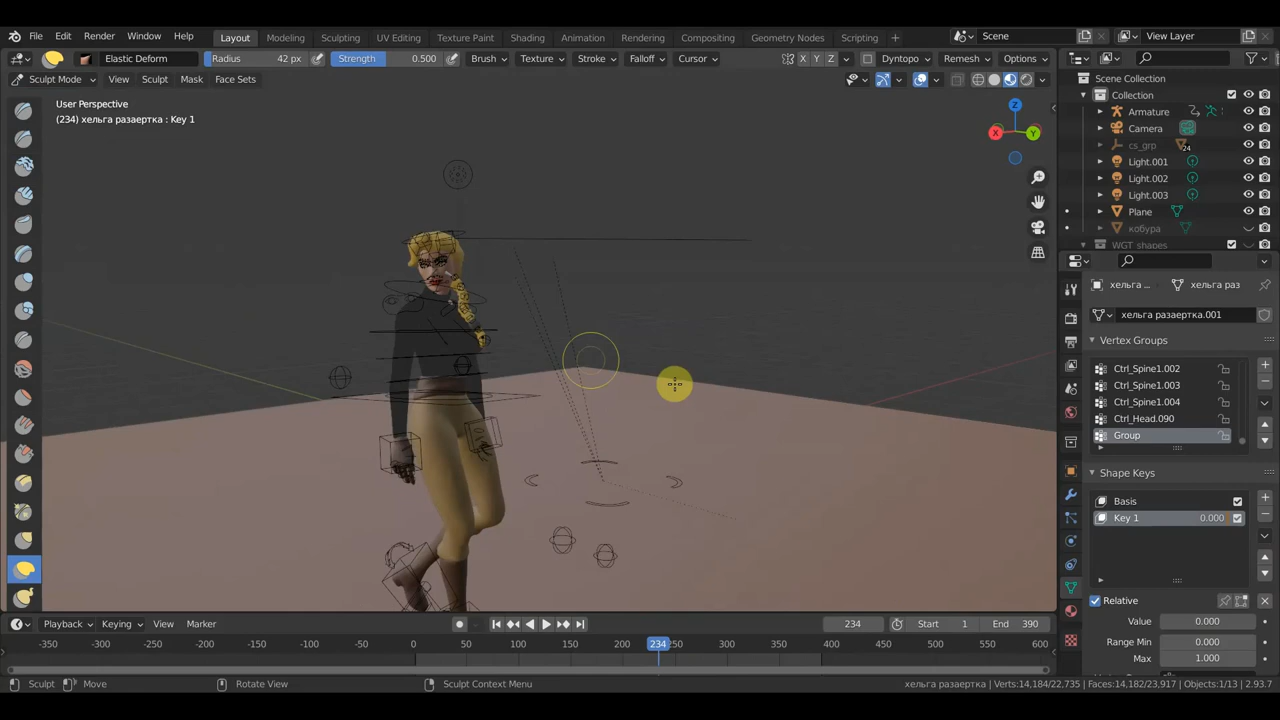 File Edit Render Window Help Layout Modeling Sculpting UV Editing Texture Paint Shading Animation Rendering Compositing Geometry Nodes Scripting + Scene View Layer
Elastic Deform Radius 42 px Strength 0.500 Brush Texture Stroke Falloff Cursor X Y Z Dyntopo Remesh Options
Sculpt Mode View Sculpt Mask Face Sets
User Perspective
(234) хельга разаертка : Key 1
Z
X Y
Scene Collection
Collection
Armature
Camera
cs_grp 24
Light.001
Light.002
Light.003
Plane
кобура
WGT_shapes
хельга ... хельга раз
хельга разаертка.001
Vertex Groups
Ctrl_Spine1.002
Ctrl_Spine1.003
Ctrl_Spine1.004
Ctrl_Head.090
Group
Shape Keys
Basis
Key 1 0.000
Relative
Value 0.000
Range Min 0.000
Max 1.000
Playback Keying View Marker 234 Start 1 End 390
-350 -300 -250 -200 -150 -100 -50 0 50 100 150 200 234 250 300 350 400 450 500 550 600
Sculpt Move Rotate View Sculpt Context Menu хельга разаертка | Verts:14,184/22,735 | Faces:14,182/23,917 | Objects:1/13 | 2.93.7